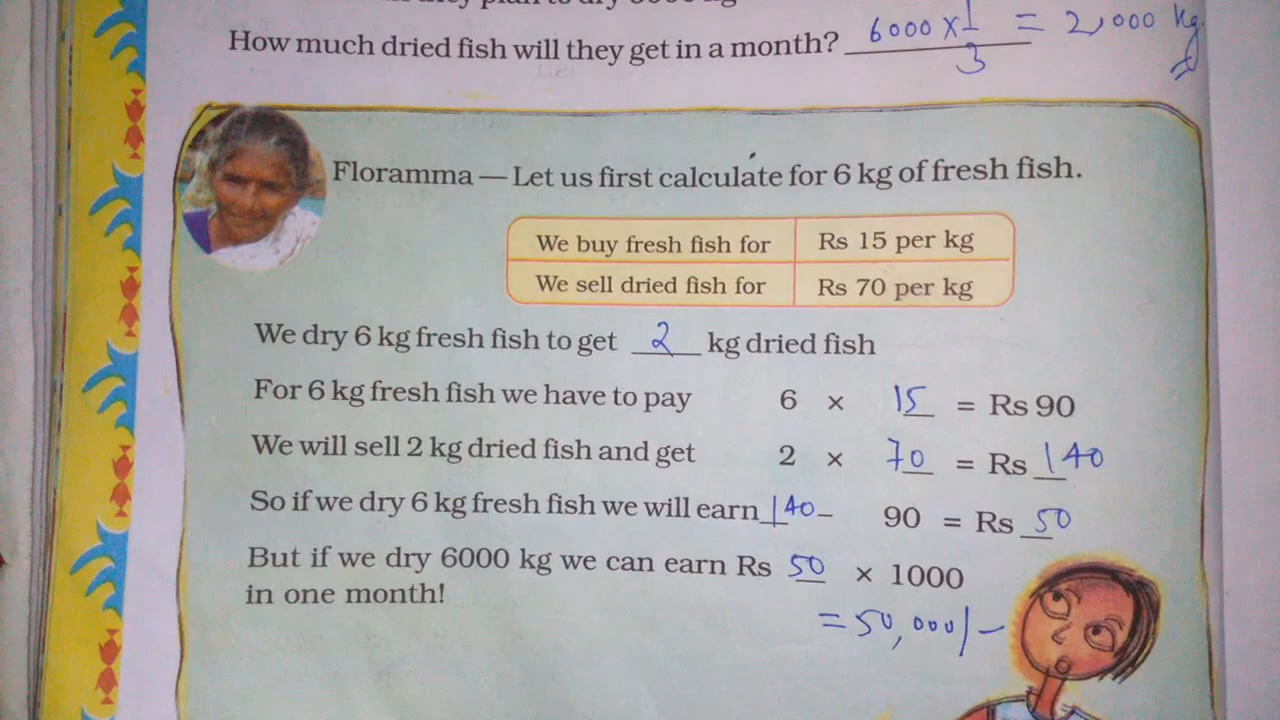 How much dried fish will they get in a month? 6000 × 1/3 = 2,000 kg
Floramma — Let us first calculate for 6 kg of fresh fish.
We buy fresh fish for Rs 15 per kg
We sell dried fish for Rs 70 per kg
We dry 6 kg fresh fish to get 2 kg dried fish
For 6 kg fresh fish we have to pay 6 × 15 = Rs 90
We will sell 2 kg dried fish and get 2 × 70 = Rs 140
So if we dry 6 kg fresh fish we will earn 140 - 90 = Rs 50
But if we dry 6000 kg we can earn Rs 50 × 1000
in one month!
= 50,000/-